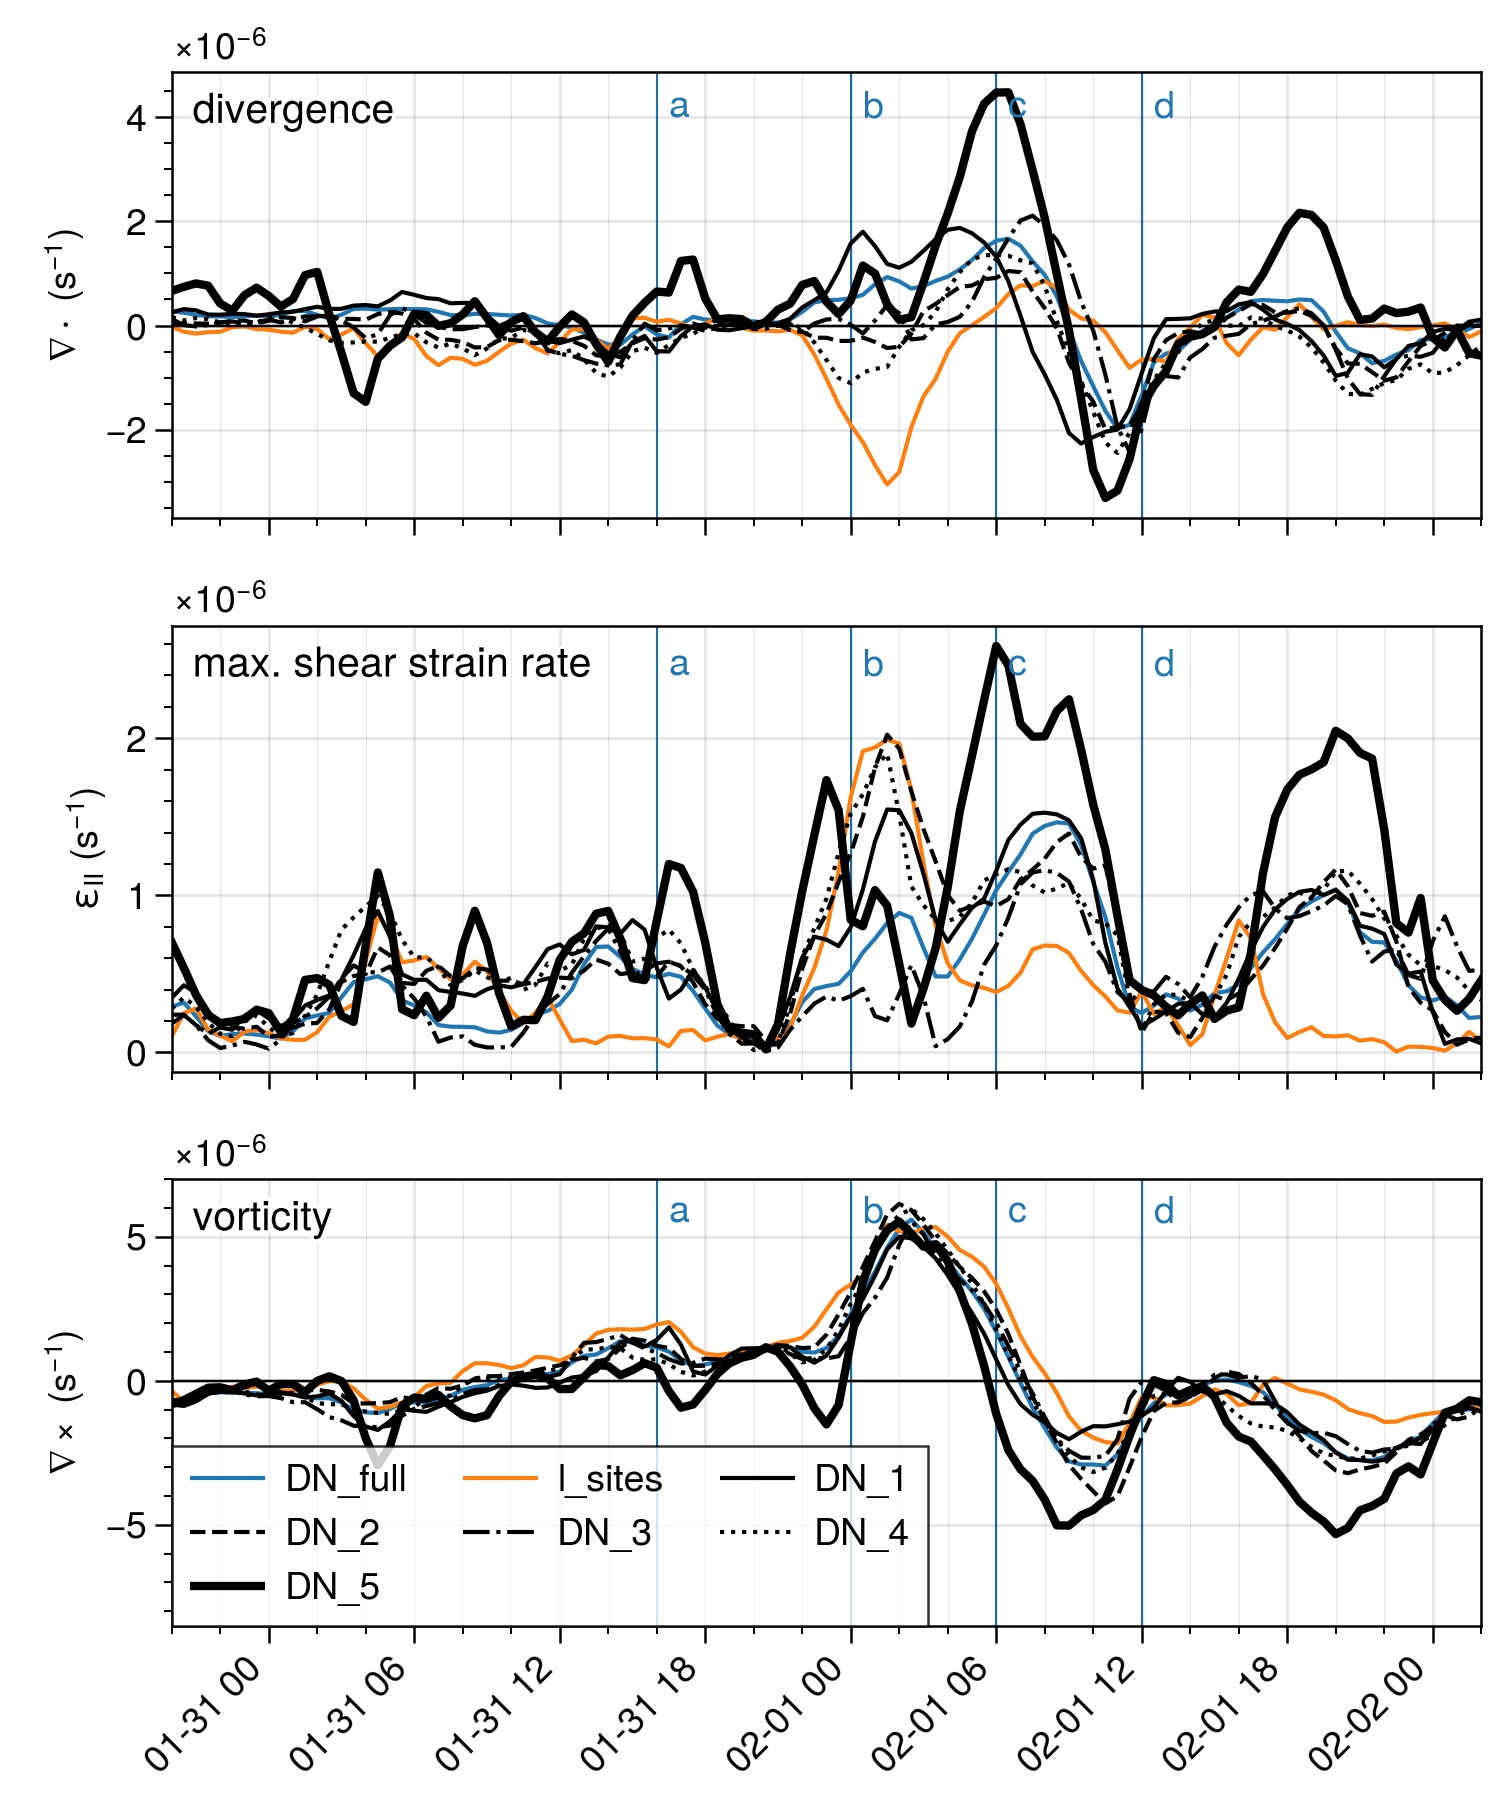 ×10⁻⁶
divergence
a b c d
4
2
0
−2
∇· (s⁻¹)
×10⁻⁶
max. shear strain rate
a b c d
2
1
0
ε_II (s⁻¹)
×10⁻⁶
vorticity
a b c d
5
0
−5
∇× (s⁻¹)
DN_full I_sites DN_1
DN_2 DN_3 DN_4
DN_5
01-31 00 01-31 06 01-31 12 01-31 18 02-01 00 02-01 06 02-01 12 02-01 18 02-02 00